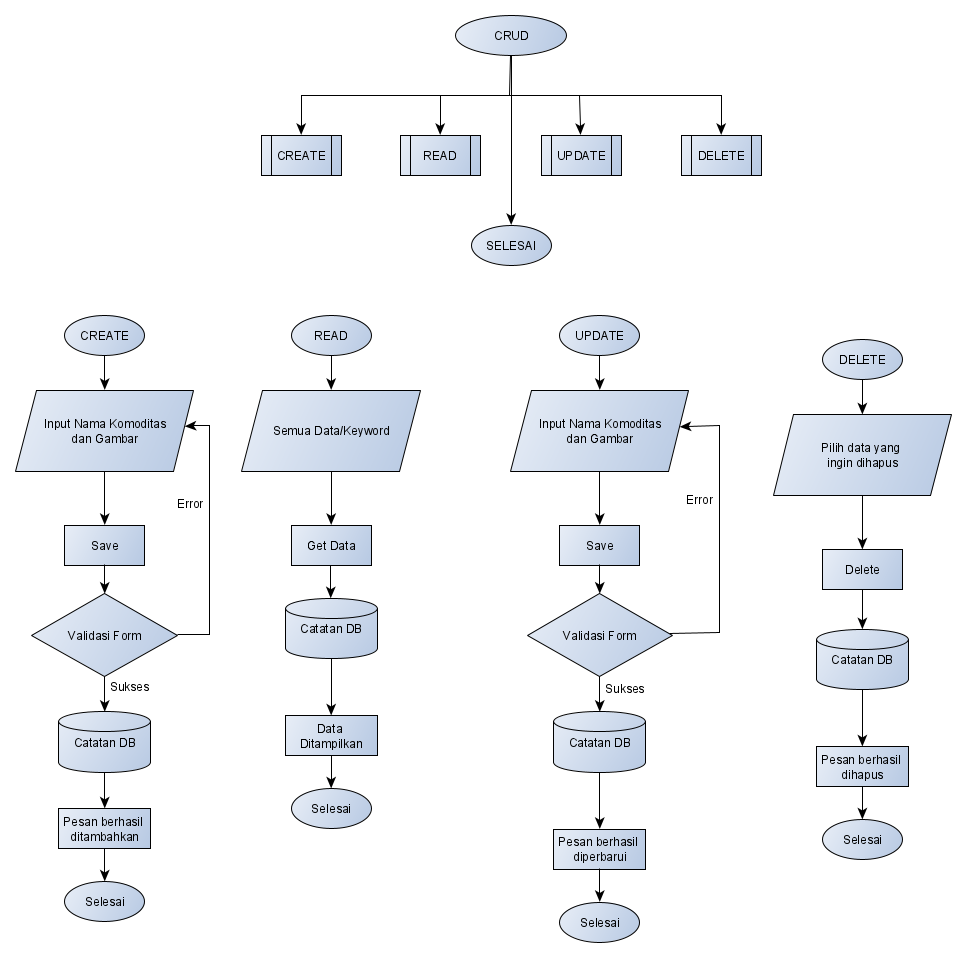 CRUD
CREATE
READ
UPDATE
DELETE
SELESAI
CREATE
Input Nama Komoditas
dan Gambar
Error
Save
Validasi Form
Sukses
Catatan DB
Pesan berhasil
ditambahkan
Selesai
READ
Semua Data/Keyword
Get Data
Catatan DB
Data
Ditampilkan
Selesai
UPDATE
Input Nama Komoditas
dan Gambar
Error
Save
Validasi Form
Sukses
Catatan DB
Pesan berhasil
diperbarui
Selesai
DELETE
Pilih data yang
ingin dihapus
Delete
Catatan DB
Pesan berhasil
dihapus
Selesai